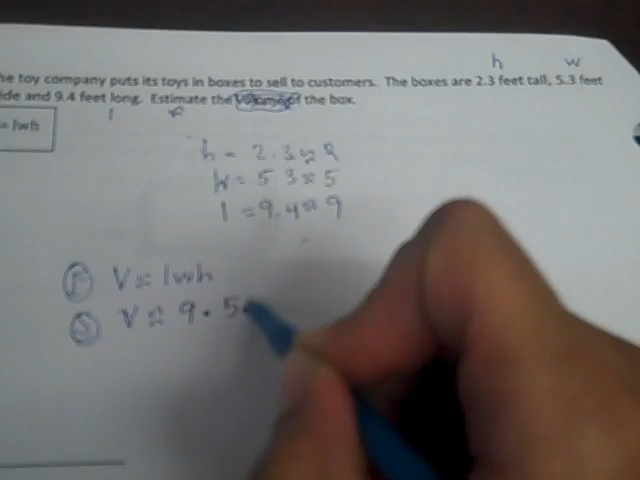 h w
he toy company puts its toys in boxes to sell to customers. The boxes are 2.3 feet tall, 5.3 feet
ide and 9.4 feet long. Estimate the volume of the box.
l
= lwh
h = 2.3 ≈ 2
W = 5.3 ≈ 5
l = 9.4 ≈ 9
F V ≈ lwh
S V ≈ 9 · 5 ·